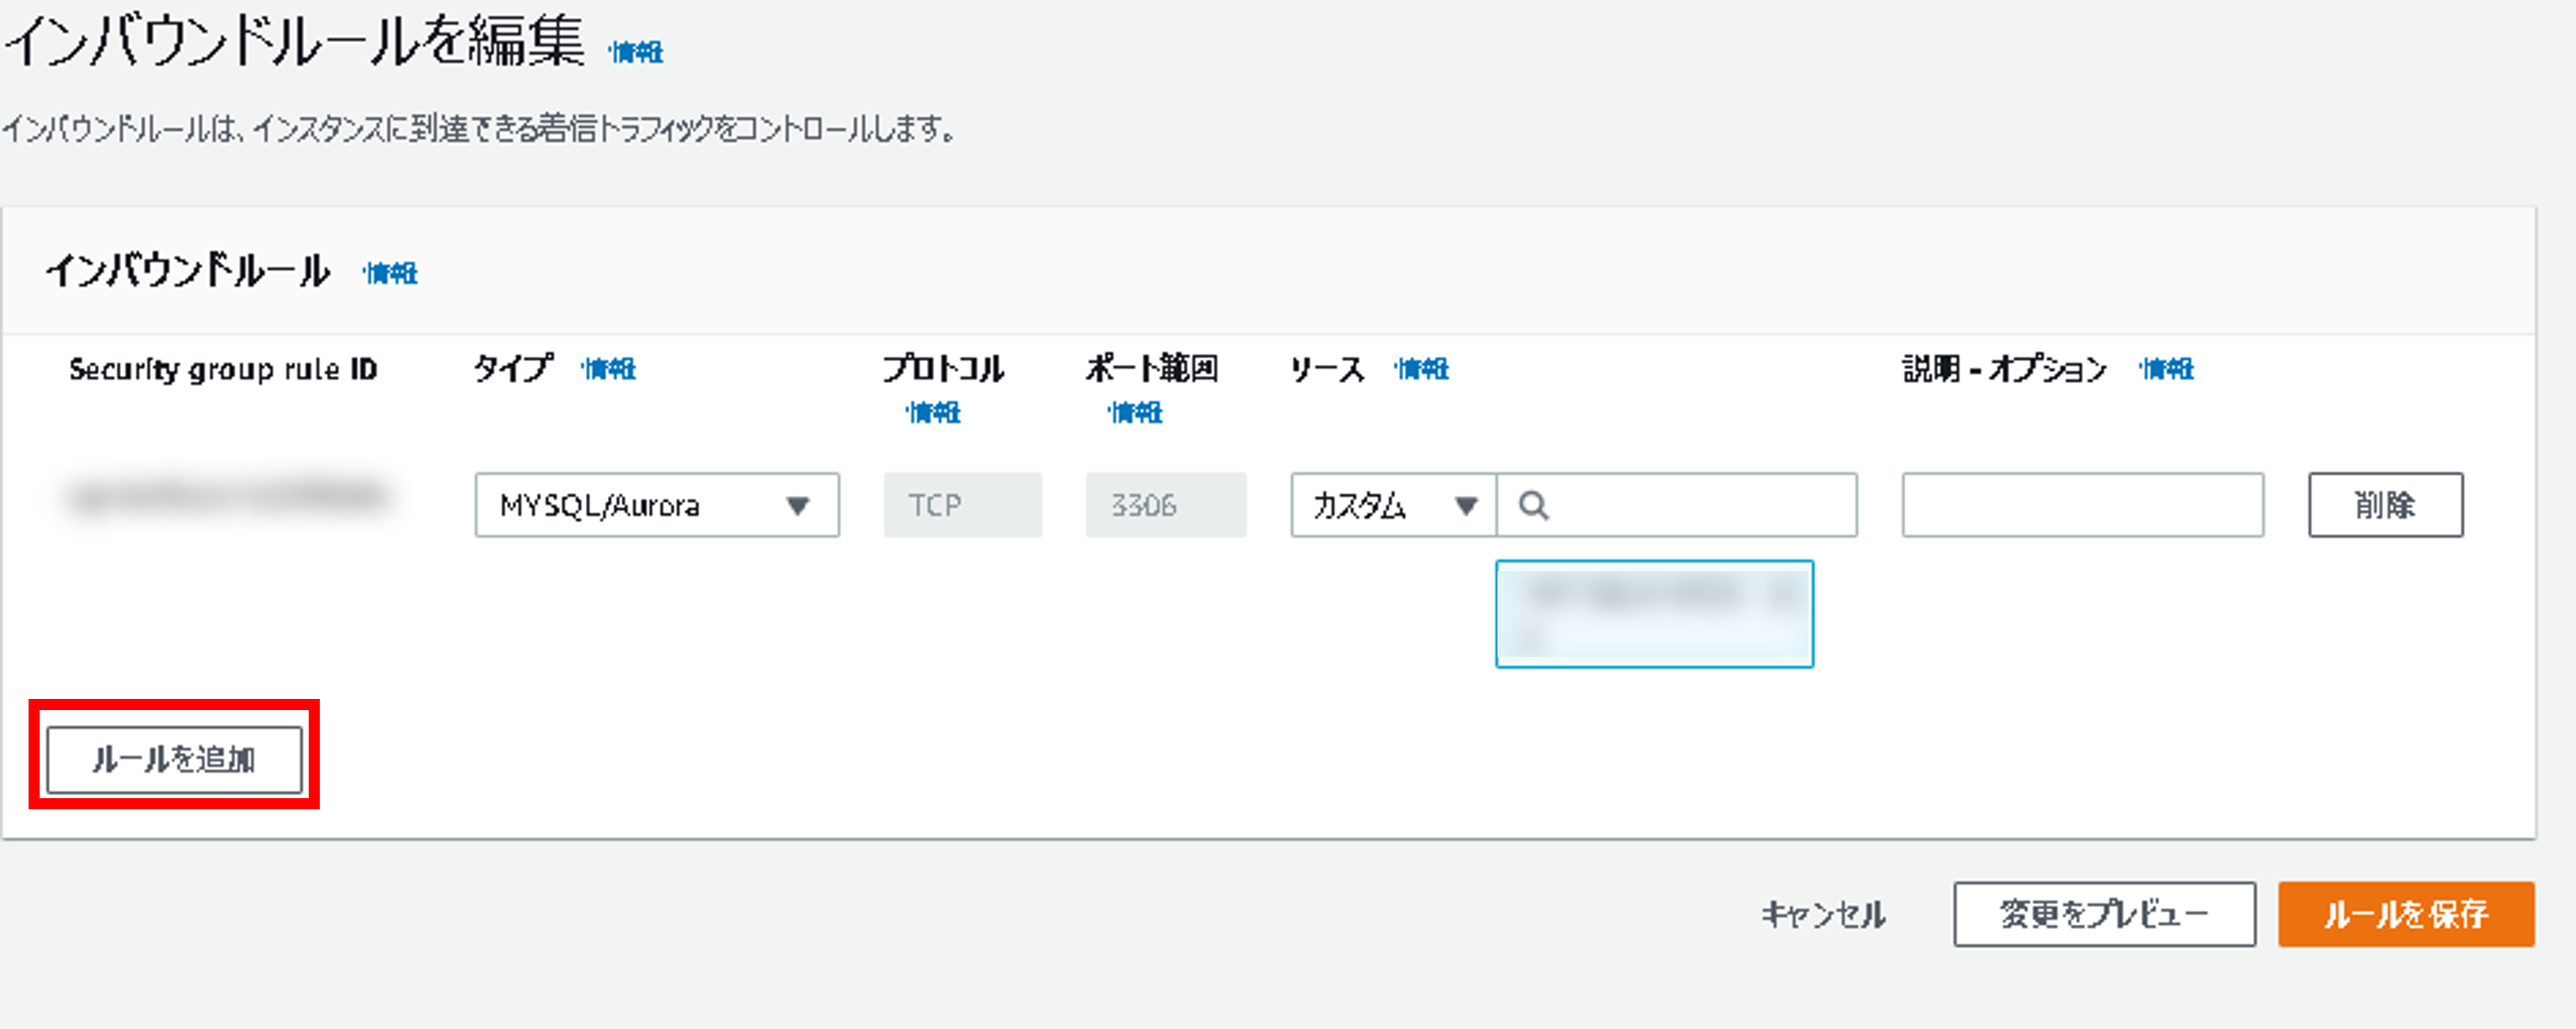 インバウンドルールを編集 情報
インバウンドルールは、インスタンスに到達できる着信トラフィックをコントロールします。
インバウンドルール 情報
Security group rule ID タイプ 情報 プロトコル 情報 ポート範囲 情報 ソース 情報 説明 - オプション 情報
MYSQL/Aurora TCP 3306 カスタム 削除
ルールを追加
キャンセル 変更をプレビュー ルールを保存